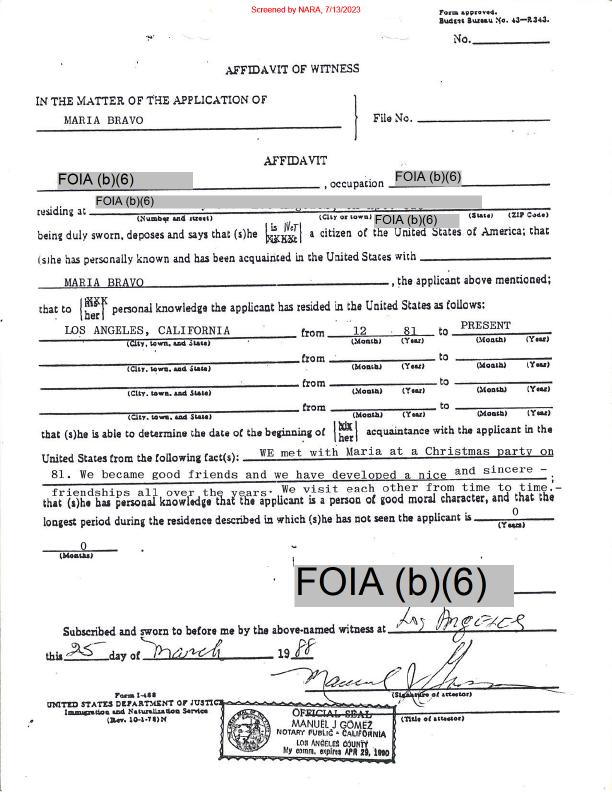 Screened by NARA, 7/13/2023
Form approved.
Budget Bureau No. 43—R343.
No.
AFFIDAVIT OF WITNESS
IN THE MATTER OF THE APPLICATION OF
MARIA BRAVO
File No.
AFFIDAVIT
FOIA (b)(6) , occupation FOIA (b)(6)
FOIA (b)(6)
residing at
(Number and street) (City or town) FOIA (b)(6) (State) (ZIP Code)
being duly sworn, deposes and says that (s)he is Not a citizen of the United States of America; that
(s)he has personally known and has been acquainted in the United States with
MARIA BRAVO , the applicant above mentioned;
that to her personal knowledge the applicant has resided in the United States as follows:
LOS ANGELES, CALIFORNIA from 12 81 to PRESENT
(City, town, and State) (Month) (Year) (Month) (Year)
from to
(City, town, and State) (Month) (Year) (Month) (Year)
from to
(City, town, and State) (Month) (Year) (Month) (Year)
from to
(City, town, and State) (Month) (Year) (Month) (Year)
that (s)he is able to determine the date of the beginning of her acquaintance with the applicant in the
United States from the following fact(s): WE met with Maria at a Christmas party on
81. We became good friends and we have developed a nice and sincere -
friendships all over the years. We visit each other from time to time.-
that (s)he has personal knowledge that the applicant is a person of good moral character, and that the
longest period during the residence described in which (s)he has not seen the applicant is 0
(Years)
0
(Months)
FOIA (b)(6)
Subscribed and sworn to before me by the above-named witness at Los Angeles
this 25 day of March 1988
(Signature of attestor)
Form I-488
UNITED STATES DEPARTMENT OF JUSTICE
Immigration and Naturalization Service
(Rev. 10-1-78) N
(Title of attestor)
OFFICIAL SEAL
MANUEL J GOMEZ
NOTARY PUBLIC - CALIFORNIA
LOS ANGELES COUNTY
My comm. expires APR 29, 1990